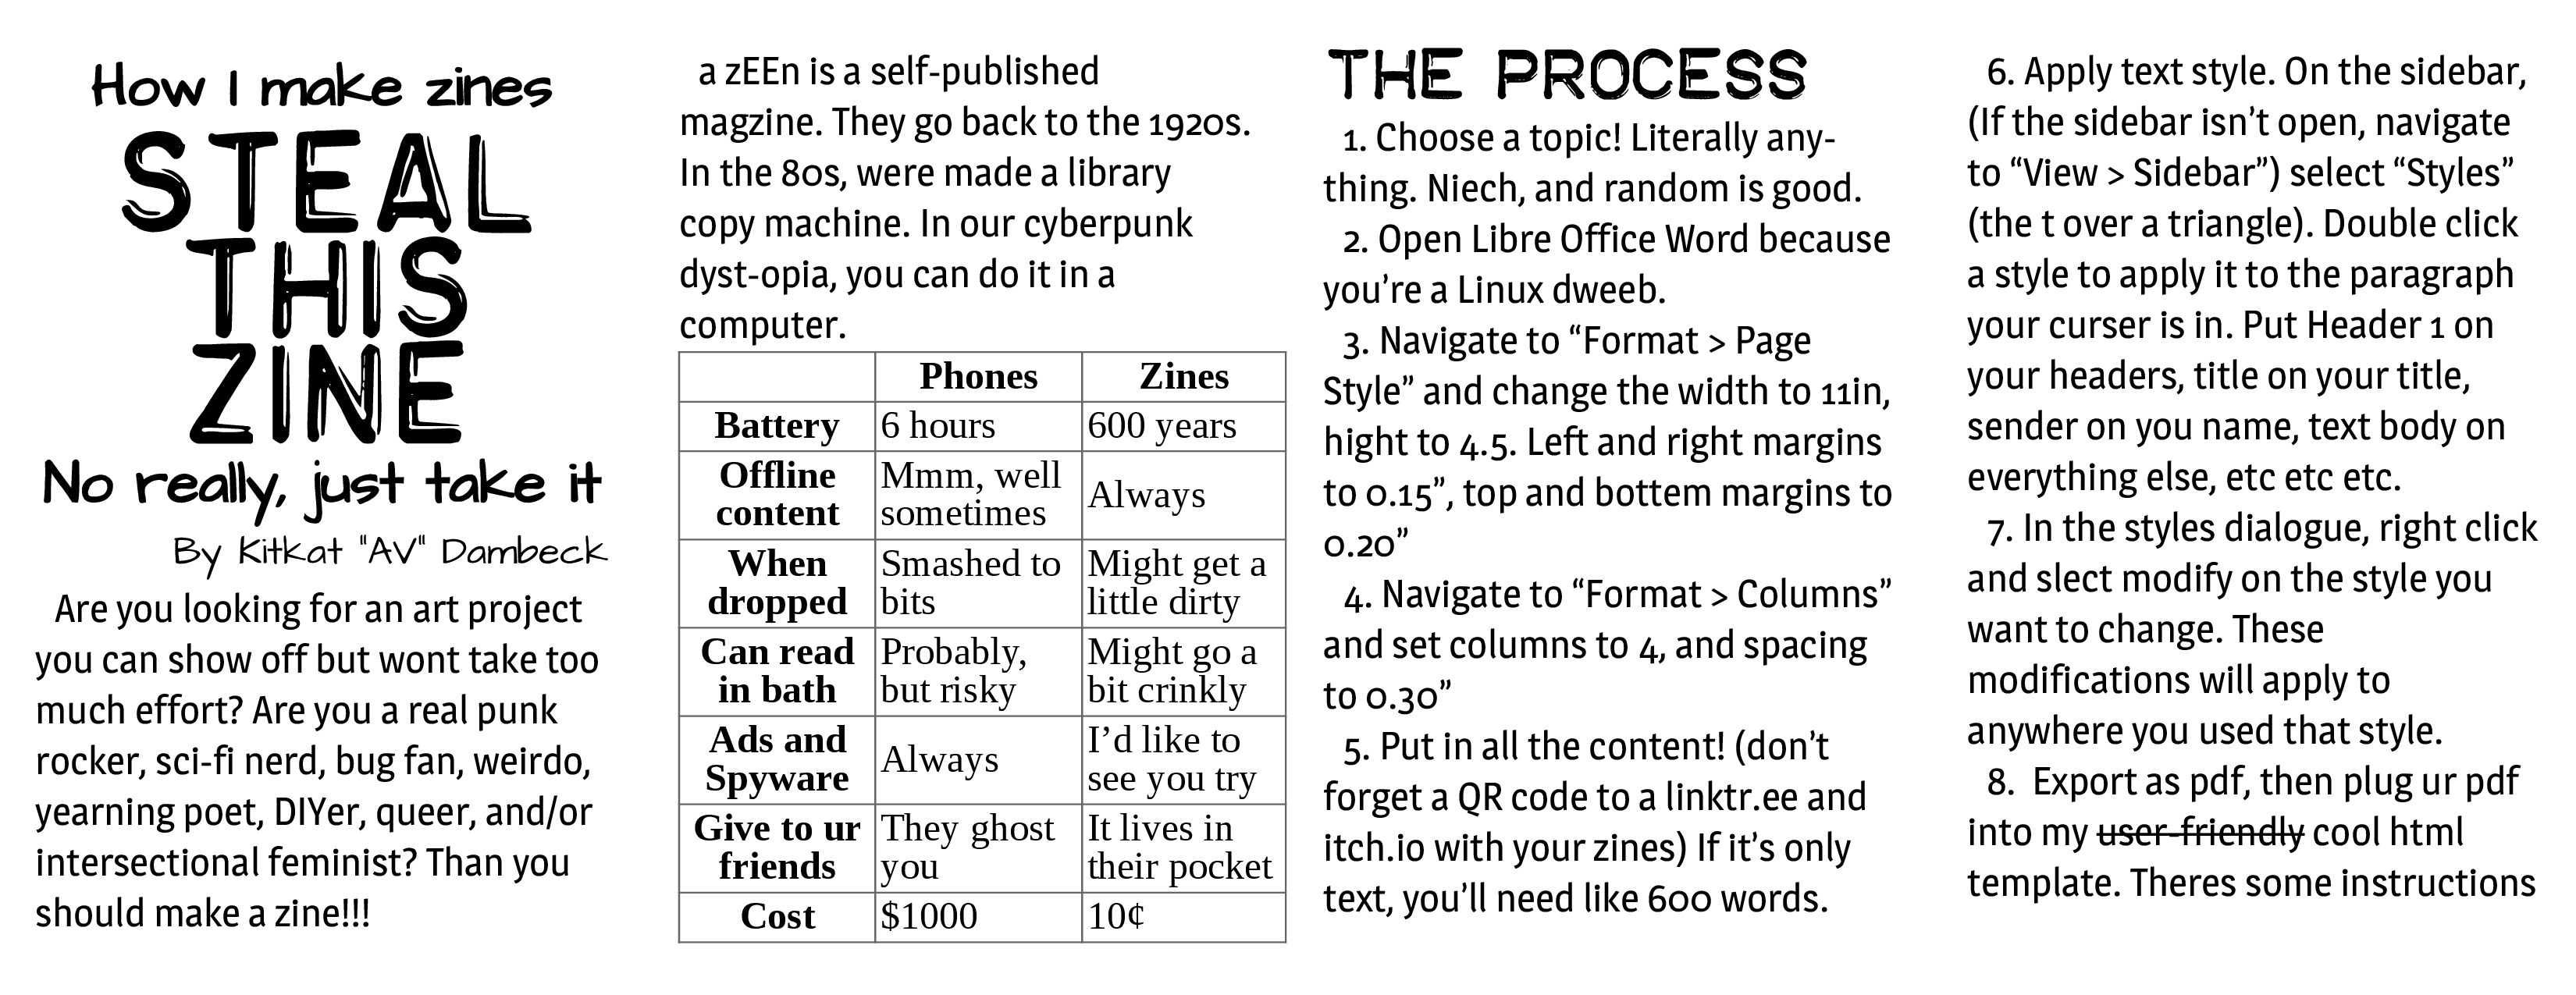 How I make zines
STEAL
THIS
ZINE
No really, just take it
By Kitkat "AV" Dambeck
Are you looking for an art project
you can show off but wont take too
much effort? Are you a real punk
rocker, sci-fi nerd, bug fan, weirdo,
yearning poet, DIYer, queer, and/or
intersectional feminist? Than you
should make a zine!!!
a zEEn is a self-published
magzine. They go back to the 1920s.
In the 80s, were made a library
copy machine. In our cyberpunk
dyst-opia, you can do it in a
computer.
Phones Zines
Battery 6 hours 600 years
Offline content Mmm, well sometimes Always
When dropped Smashed to bits Might get a little dirty
Can read in bath Probably, but risky Might go a bit crinkly
Ads and Spyware Always I’d like to see you try
Give to ur friends They ghost you It lives in their pocket
Cost $1000 10¢
THE PROCESS
1. Choose a topic! Literally any-
thing. Niech, and random is good.
2. Open Libre Office Word because
you’re a Linux dweeb.
3. Navigate to “Format > Page
Style” and change the width to 11in,
hight to 4.5. Left and right margins
to 0.15”, top and bottem margins to
0.20”
4. Navigate to “Format > Columns”
and set columns to 4, and spacing
to 0.30”
5. Put in all the content! (don’t
forget a QR code to a linktr.ee and
itch.io with your zines) If it’s only
text, you’ll need like 600 words.
6. Apply text style. On the sidebar,
(If the sidebar isn’t open, navigate
to “View > Sidebar”) select “Styles”
(the t over a triangle). Double click
a style to apply it to the paragraph
your curser is in. Put Header 1 on
your headers, title on your title,
sender on you name, text body on
everything else, etc etc etc.
7. In the styles dialogue, right click
and slect modify on the style you
want to change. These
modifications will apply to
anywhere you used that style.
8. Export as pdf, then plug ur pdf
into my user-friendly cool html
template. Theres some instructions